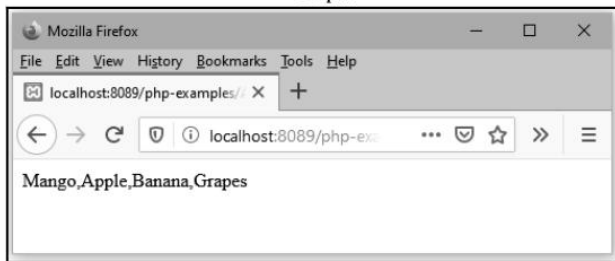 Mozilla Firefox
File Edit View History Bookmarks Tools Help
localhost:8089/php-examples/
localhost:8089/php-exa
Mango,Apple,Banana,Grapes